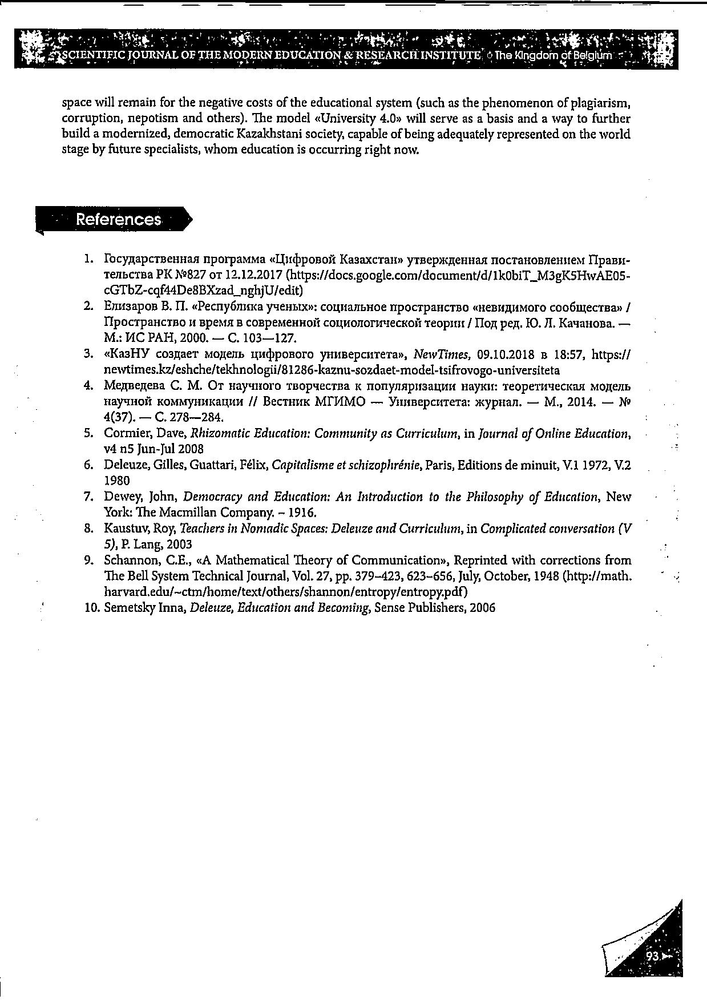 SCIENTIFIC JOURNAL OF THE MODERN EDUCATION & RESEARCH INSTITUTE The Kingdom of Belgium
space will remain for the negative costs of the educational system (such as the phenomenon of plagiarism,
corruption, nepotism and others). The model «University 4.0» will serve as a basis and a way to further
build a modernized, democratic Kazakhstani society, capable of being adequately represented on the world
stage by future specialists, whom education is occurring right now.
References
1. Государственная программа «Цифровой Казахстан» утвержденная постановлением Прави-
тельства РК №827 от 12.12.2017 (https://docs.google.com/document/d/1k0biT_M3gK5HwAE05-
cGTbZ-cqf44De8BXzad_nghjU/edit)
2. Елизаров В. П. «Республика ученых»: социальное пространство «невидимого сообщества» /
Пространство и время в современной социологической теории / Под ред. Ю. Л. Качанова. —
М.: ИС РАН, 2000. — С. 103—127.
3. «КазНУ создает модель цифрового университета», NewTimes, 09.10.2018 в 18:57, https://
newtimes.kz/eshche/tekhnologii/81286-kaznu-sozdaet-model-tsifrovogo-universiteta
4. Медведева С. М. От научного творчества к популяризации науки: теоретическая модель
научной коммуникации // Вестник МГИМО — Университета: журнал. — М., 2014. — №
4(37). — С. 278—284.
5. Cormier, Dave, Rhizomatic Education: Community as Curriculum, in Journal of Online Education,
v4 n5 Jun-Jul 2008
6. Deleuze, Gilles, Guattari, Félix, Capitalisme et schizophrénie, Paris, Editions de minuit, V.1 1972, V.2
1980
7. Dewey, John, Democracy and Education: An Introduction to the Philosophy of Education, New
York: The Macmillan Company. – 1916.
8. Kaustuv, Roy, Teachers in Nomadic Spaces: Deleuze and Curriculum, in Complicated conversation (V
5), P. Lang, 2003
9. Schannon, C.E., «A Mathematical Theory of Communication», Reprinted with corrections from
The Bell System Technical Journal, Vol. 27, pp. 379–423, 623–656, July, October, 1948 (http://math.
harvard.edu/~ctm/home/text/others/shannon/entropy/entropy.pdf)
10. Semetsky Inna, Deleuze, Education and Becoming, Sense Publishers, 2006
93